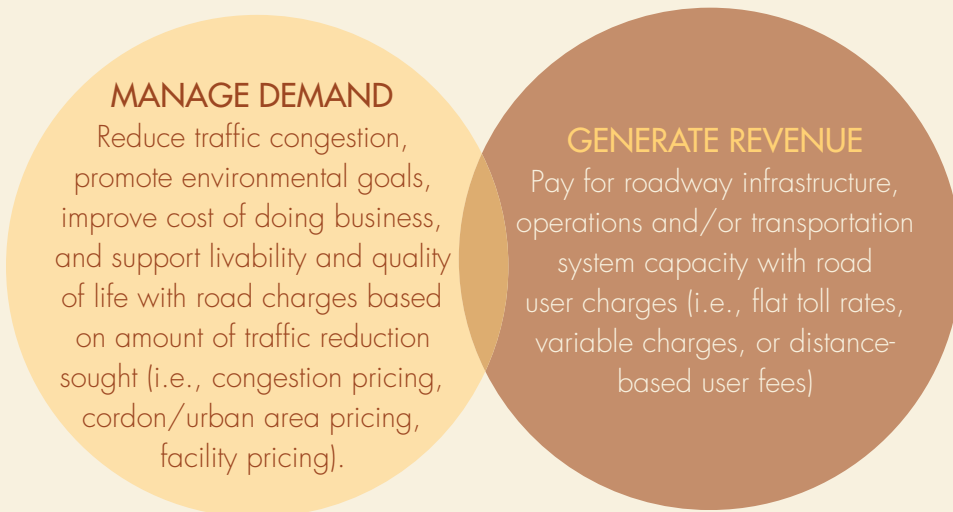 MANAGE DEMAND
Reduce traffic congestion,
promote environmental goals,
improve cost of doing business,
and support livability and quality
of life with road charges based
on amount of traffic reduction
sought (i.e., congestion pricing,
cordon/urban area pricing,
facility pricing).
GENERATE REVENUE
Pay for roadway infrastructure,
operations and/or transportation
system capacity with road
user charges (i.e., flat toll rates,
variable charges, or distance-
based user fees)